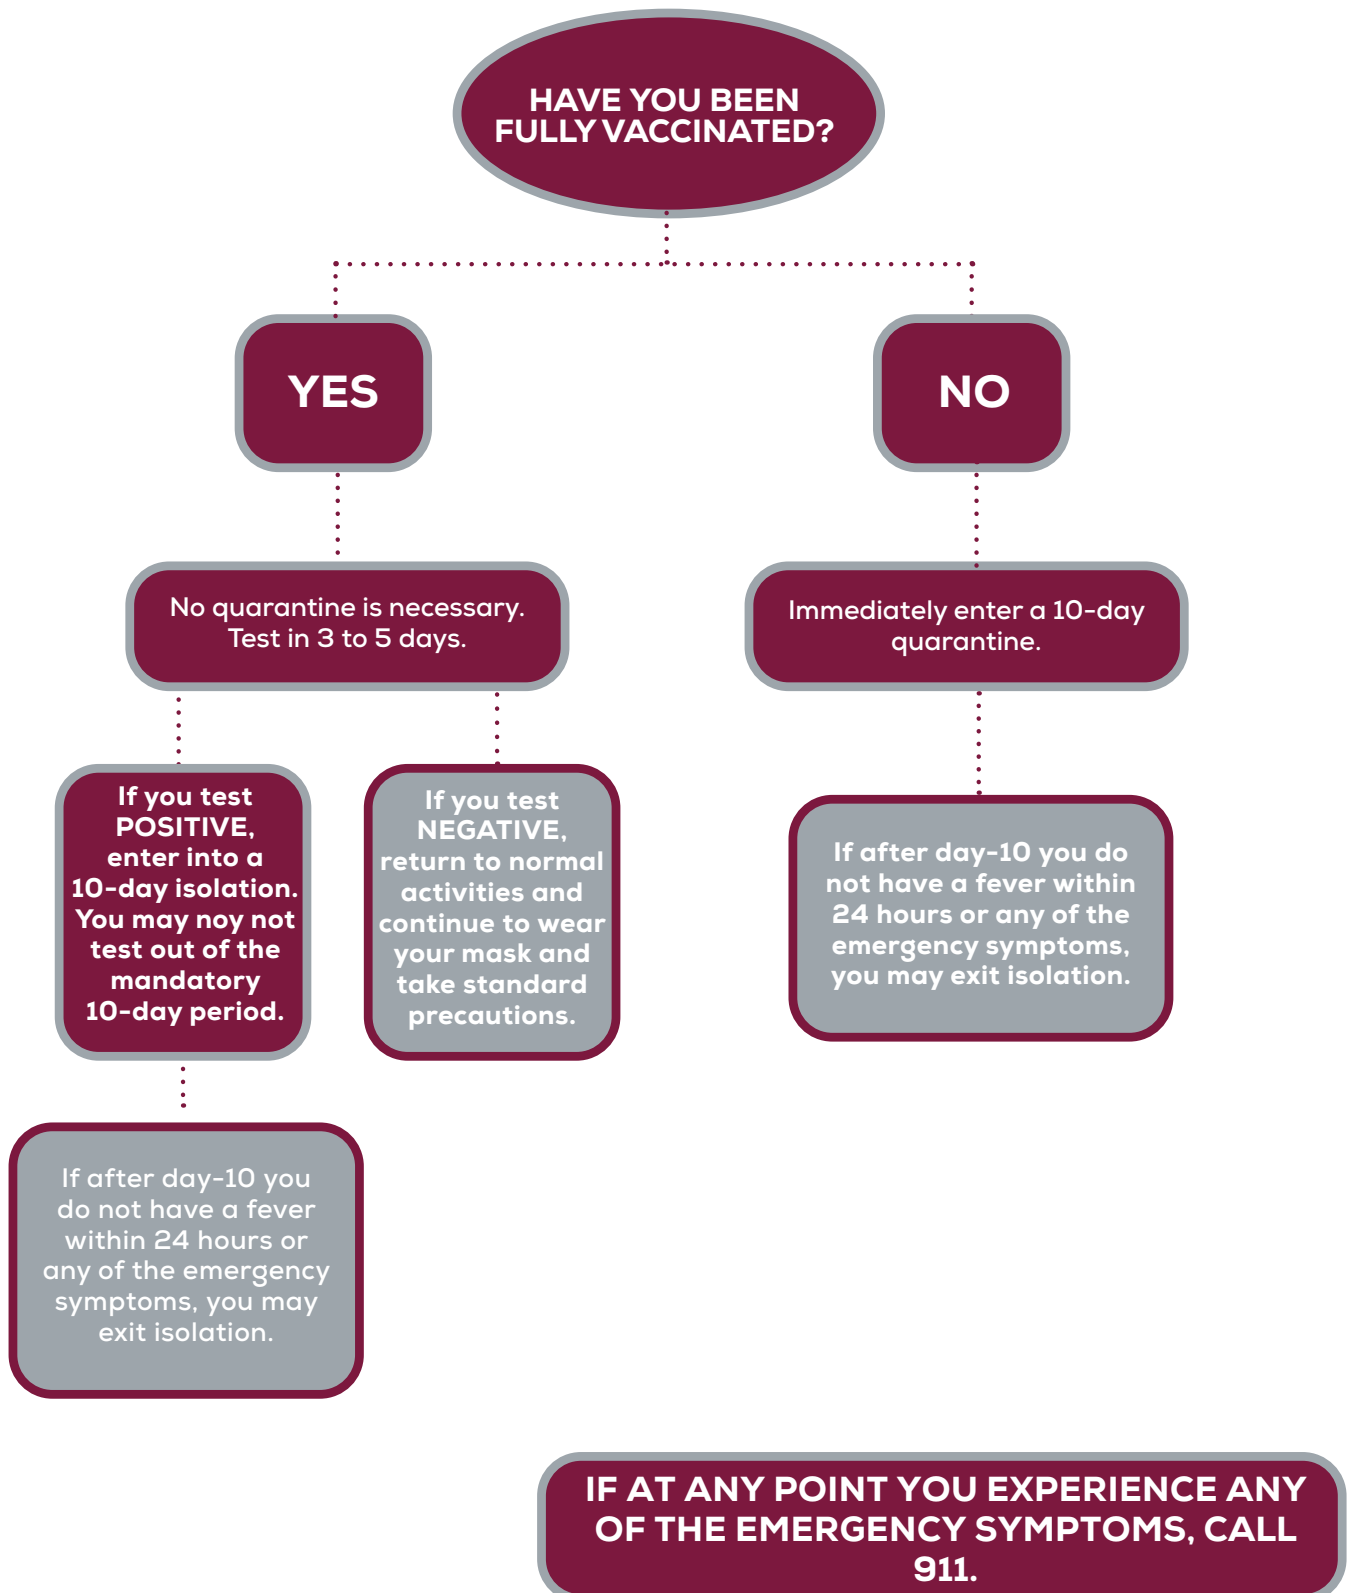 HAVE YOU BEEN
FULLY VACCINATED?
YES
NO
No quarantine is necessary.
Test in 3 to 5 days.
Immediately enter a 10-day
quarantine.
If you test
POSITIVE,
enter into a
10-day isolation.
You may noy not
test out of the
mandatory
10-day period.
If you test
NEGATIVE,
return to normal
activities and
continue to wear
your mask and
take standard
precautions.
If after day-10 you do
not have a fever within
24 hours or any of the
emergency symptoms,
you may exit isolation.
If after day-10 you
do not have a fever
within 24 hours or
any of the emergency
symptoms, you may
exit isolation.
IF AT ANY POINT YOU EXPERIENCE ANY
OF THE EMERGENCY SYMPTOMS, CALL
911.